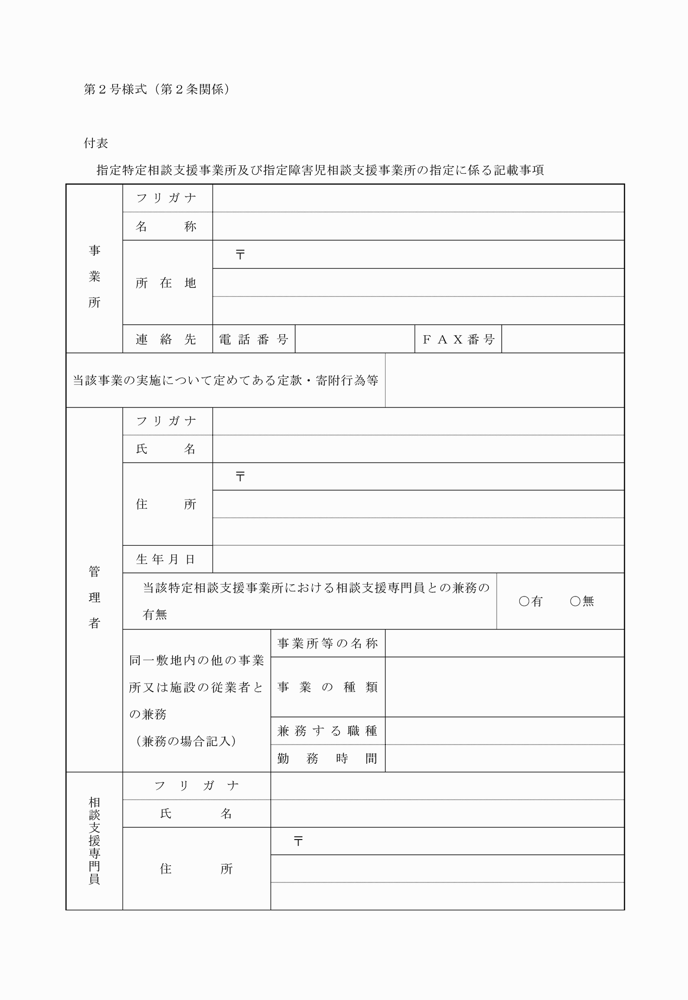 第２号様式（第２条関係）
付表
指定特定相談支援事業所及び指定障害児相談支援事業所の指定に係る記載事項
事業所
フリガナ
名称
所在地
〒
連絡先
電話番号
ＦＡＸ番号
当該事業の実施について定めてある定款・寄附行為等
管理者
フリガナ
氏名
住所
〒
生年月日
当該特定相談支援事業所における相談支援専門員との兼務の
有無
○有　　○無
同一敷地内の他の事業
所又は施設の従業者と
の兼務
（兼務の場合記入）
事業所等の名称
事業の種類
兼務する職種
勤務時間
相談支援専門員
フリガナ
氏名
住所
〒